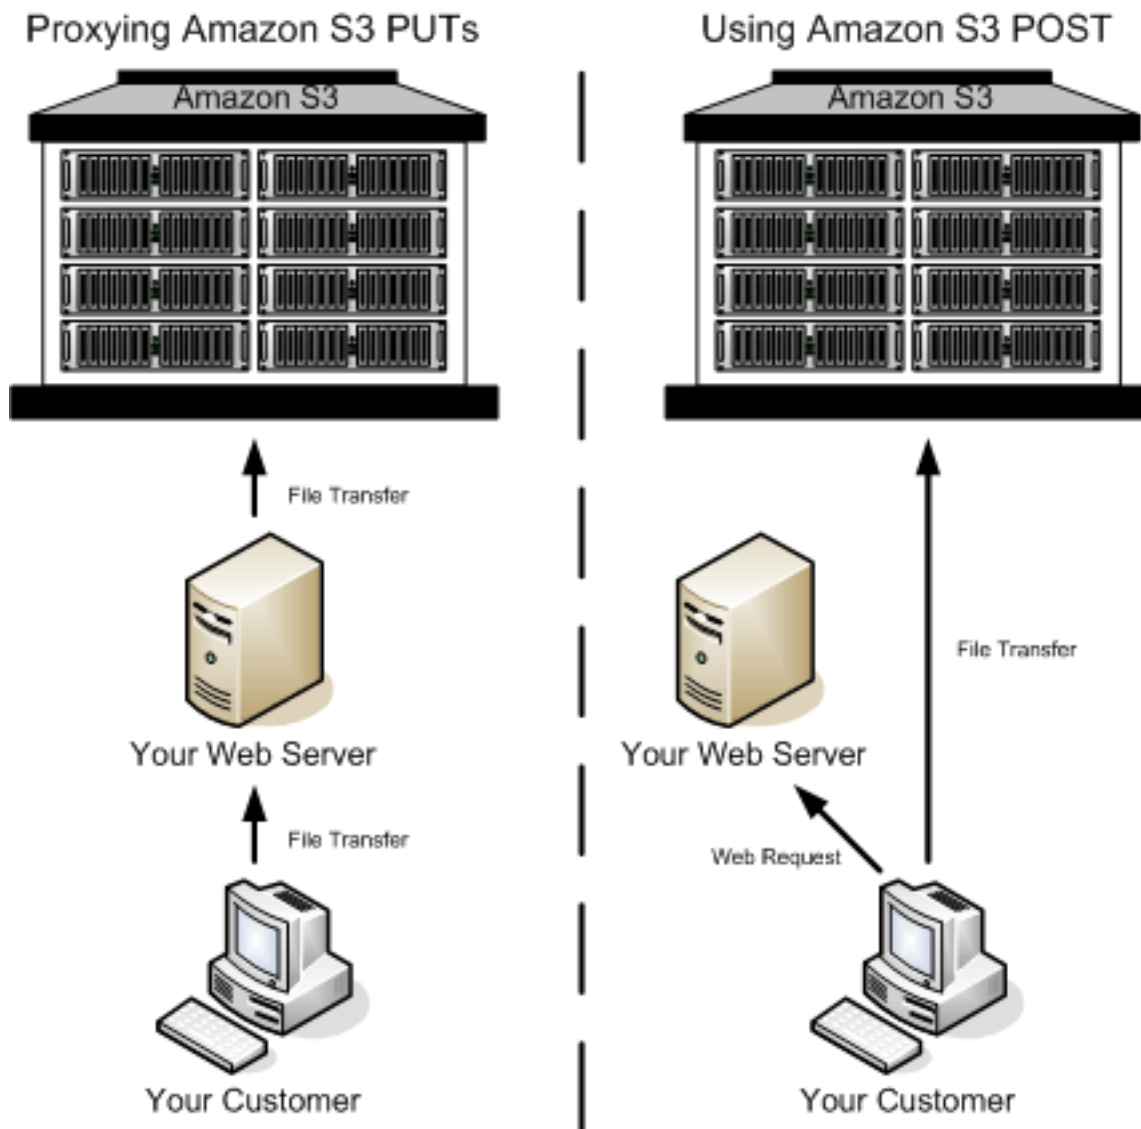 Proxying Amazon S3 PUTs
Amazon S3
File Transfer
Your Web Server
File Transfer
Your Customer
Using Amazon S3 POST
Amazon S3
File Transfer
Your Web Server
Web Request
Your Customer